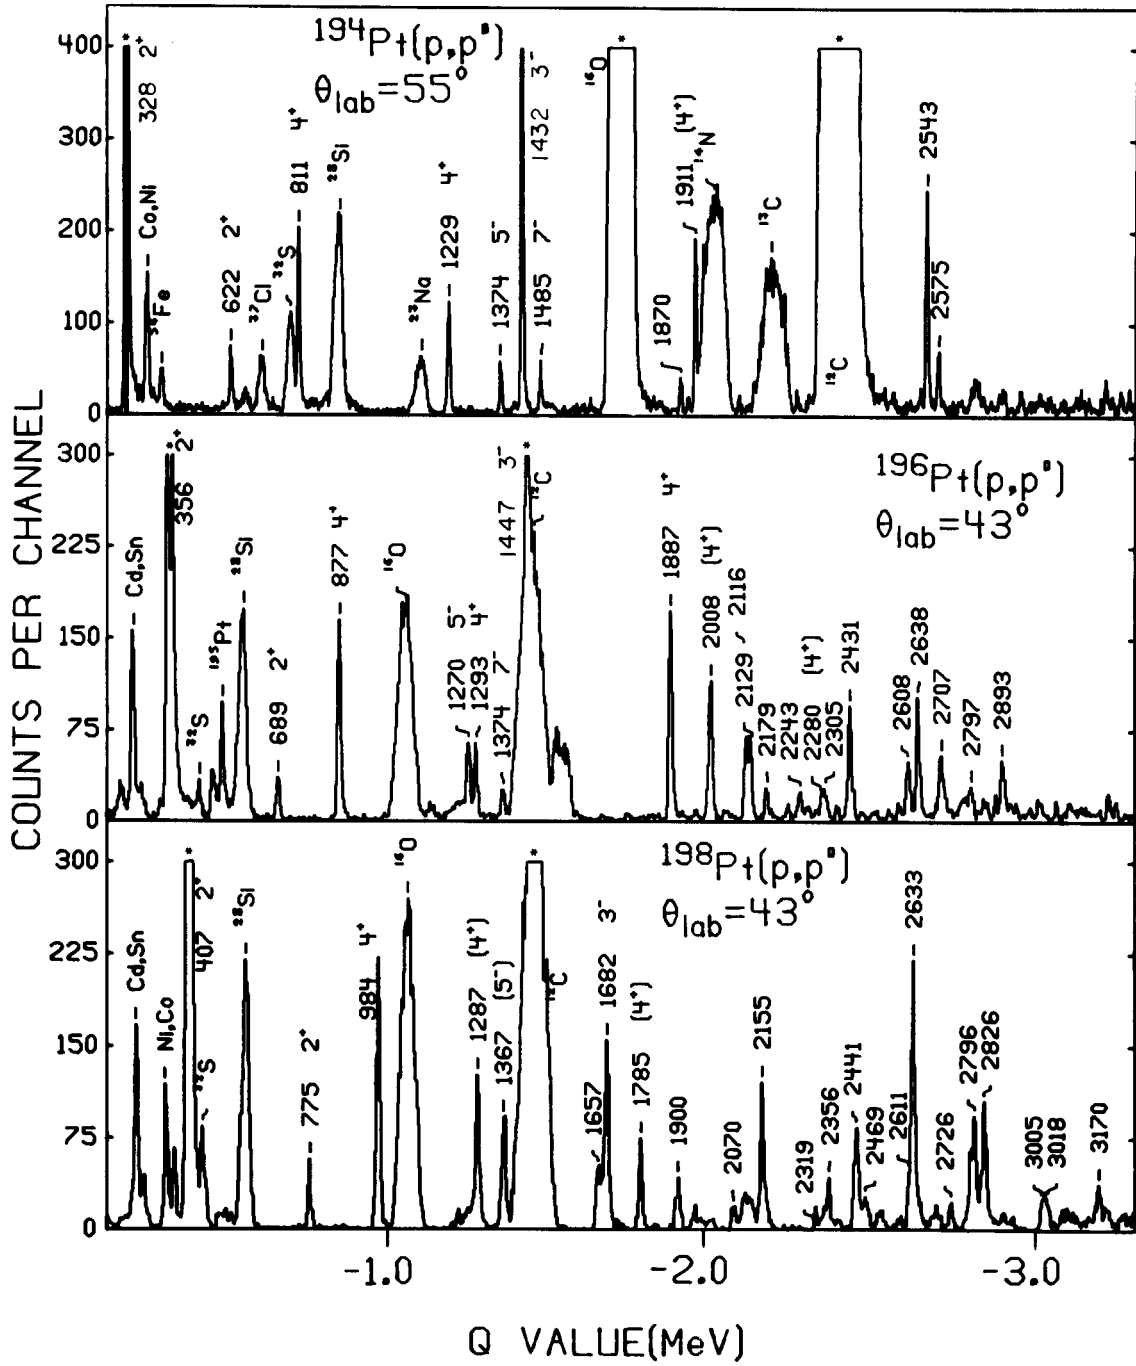 COUNTS PER CHANNEL
400
300
200
100
0
¹⁹⁴Pt(p,p')
θlab=55°
*
328 2⁺
Co,Ni
⁵⁶Fe
622 2⁺
³⁷Cl
³²S
811 4⁺
²⁸Si
²³Na
1229 4⁺
1374 5⁻
1432 3⁻
1485 7⁻
¹⁶O
*
1870
1911 (4⁺)
¹⁴N
¹³C
*
¹²C
2543
2575
300
225
150
75
0
¹⁹⁶Pt(p,p')
θlab=43°
Cd,Sn
*
356 2⁺
³²S
¹⁹⁵Pt
²⁸Si
689 2⁺
877 4⁺
¹⁶O
1270 5⁻
1293 4⁺
1374 7⁻
1447 3⁻
*
¹²C
1887 4⁺
2008 (4⁺)
2129
2116
2179
2243
2280 (4⁺)
2305
2431
2608
2638
2707
2797
2893
300
225
150
75
0
¹⁹⁸Pt(p,p')
θlab=43°
Cd,Sn
Ni,Co
*
407 2⁺
³²S
²⁸Si
775 2⁺
984 4⁺
¹⁶O
1287 (4⁺)
1367 (5⁻)
*
¹²C
1657
1682 3⁻
1785 (4⁺)
1900
2070
2155
2319
2356
2441
2469
2611
2633
2726
2796
2826
3005
3018
3170
-1.0
-2.0
-3.0
Q VALUE(MeV)